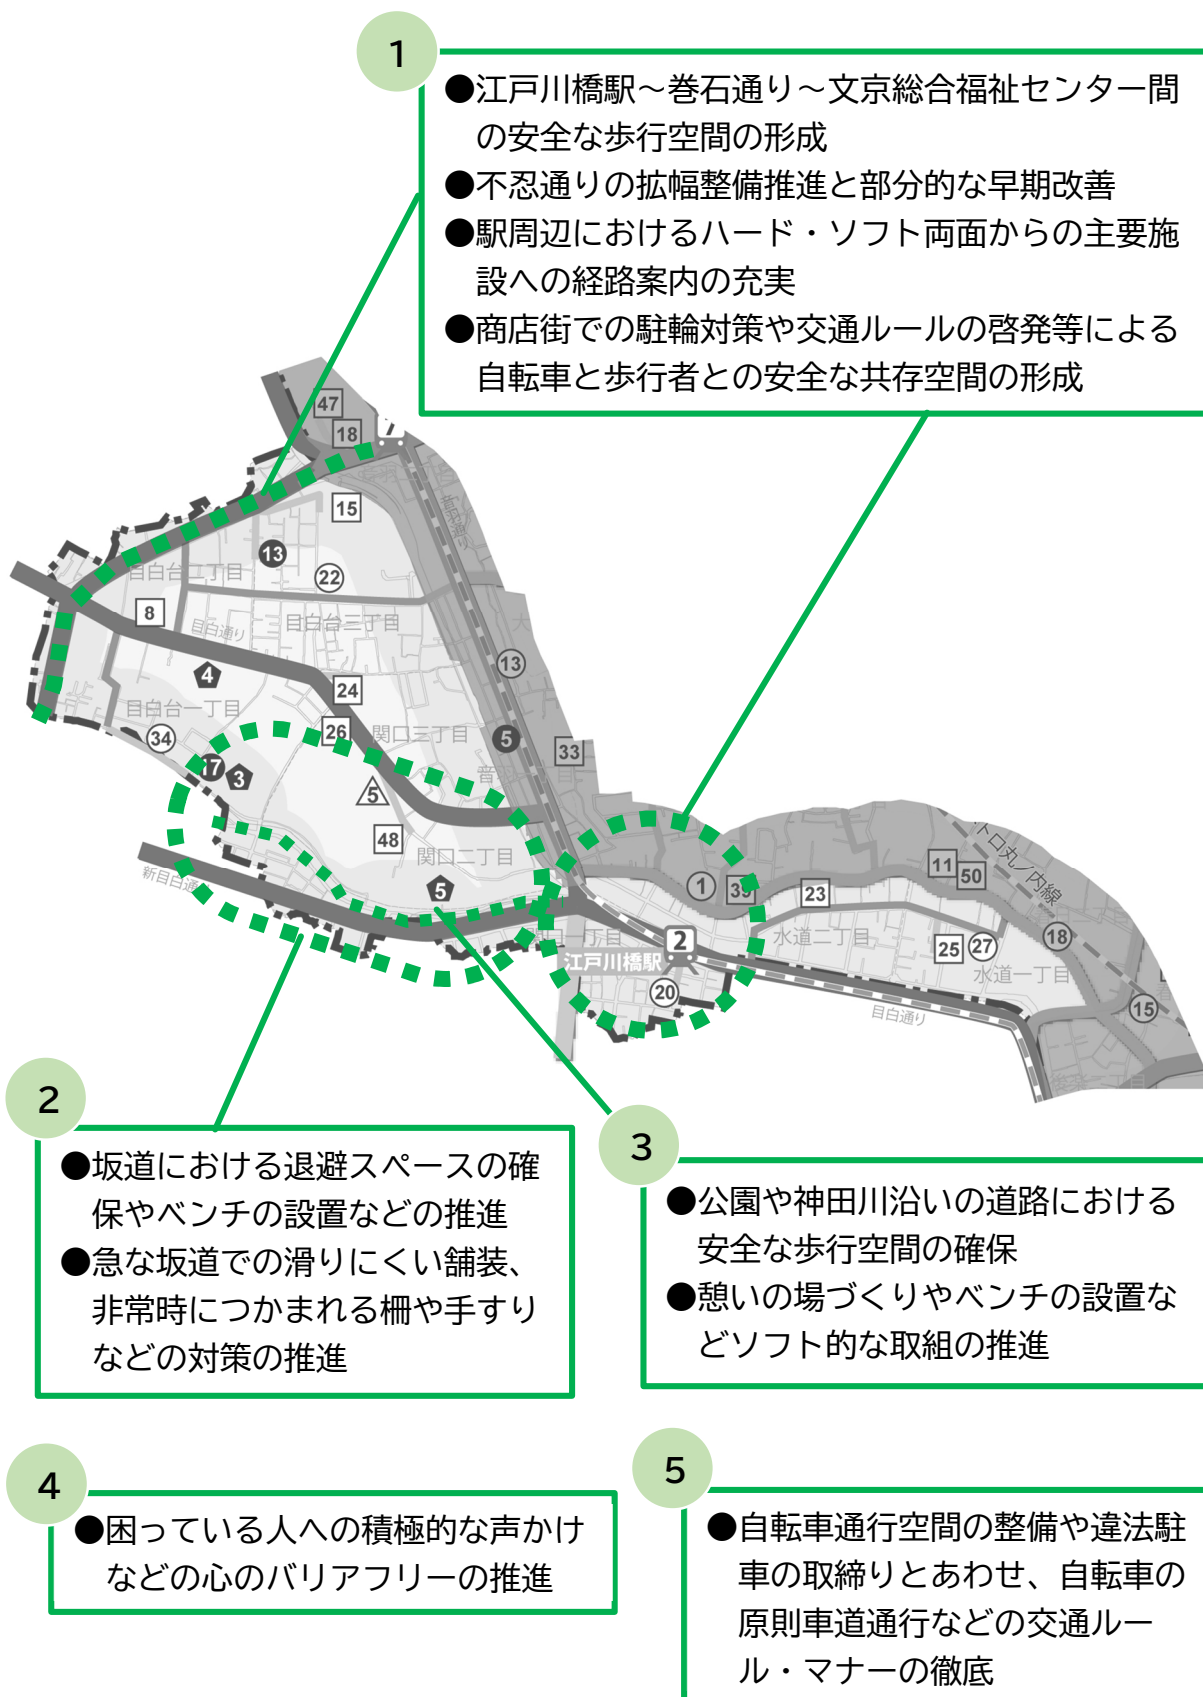 1
●江戸川橋駅～巻石通り～文京総合福祉センター間
の安全な歩行空間の形成
●不忍通りの拡幅整備推進と部分的な早期改善
●駅周辺におけるハード・ソフト両面からの主要施
設への経路案内の充実
●商店街での駐輪対策や交通ルールの啓発等による
自転車と歩行者との安全な共存空間の形成
47
18
15
13
22
目白台二丁目
8
目白通り
目白台三丁目
13
4
24
目白台一丁目
26
関口三丁目
34
5
33
17
3
5
48
関口二丁目
11
50
トロ丸ノ内線
新目白通
5
1
39
23
2
水道二丁目
18
25
27
江戸川橋駅
水道一丁目
20
15
目白通り
2
●坂道における退避スペースの確
保やベンチの設置などの推進
●急な坂道での滑りにくい舗装、
非常時につかまれる柵や手すり
などの対策の推進
3
●公園や神田川沿いの道路における
安全な歩行空間の確保
●憩いの場づくりやベンチの設置な
どソフト的な取組の推進
4
●困っている人への積極的な声かけ
などの心のバリアフリーの推進
5
●自転車通行空間の整備や違法駐
車の取締りとあわせ、自転車の
原則車道通行などの交通ルー
ル・マナーの徹底